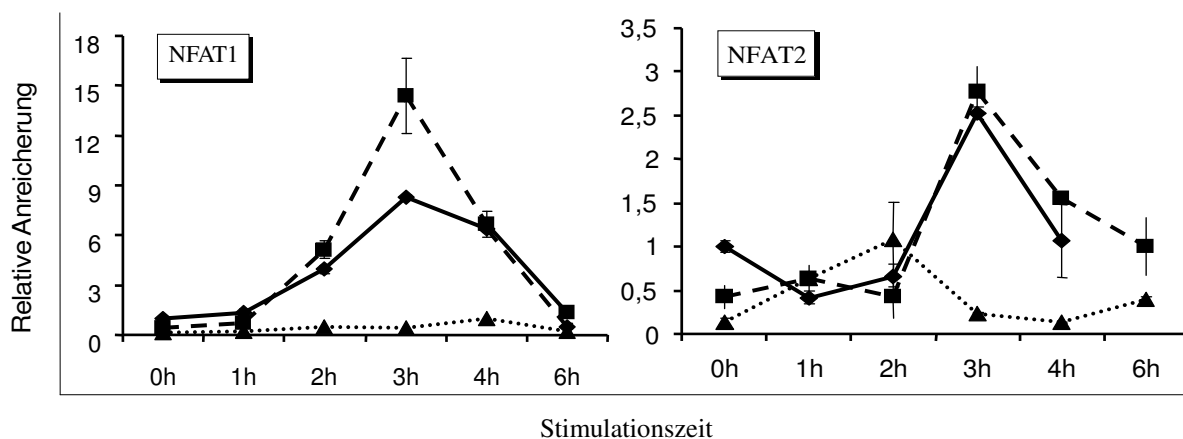 Relative Anreicherung
NFAT1
18
15
12
9
6
3
0
0h 1h 2h 3h 4h 6h
NFAT2
3,5
3
2,5
2
1,5
1
0,5
0
0h 1h 2h 3h 4h 6h
Stimulationszeit